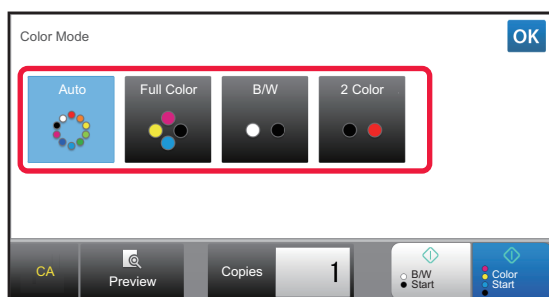 Color Mode
OK
Auto
Full Color
B/W
2 Color
CA
Preview
Copies
1
B/W
Start
Color
Start